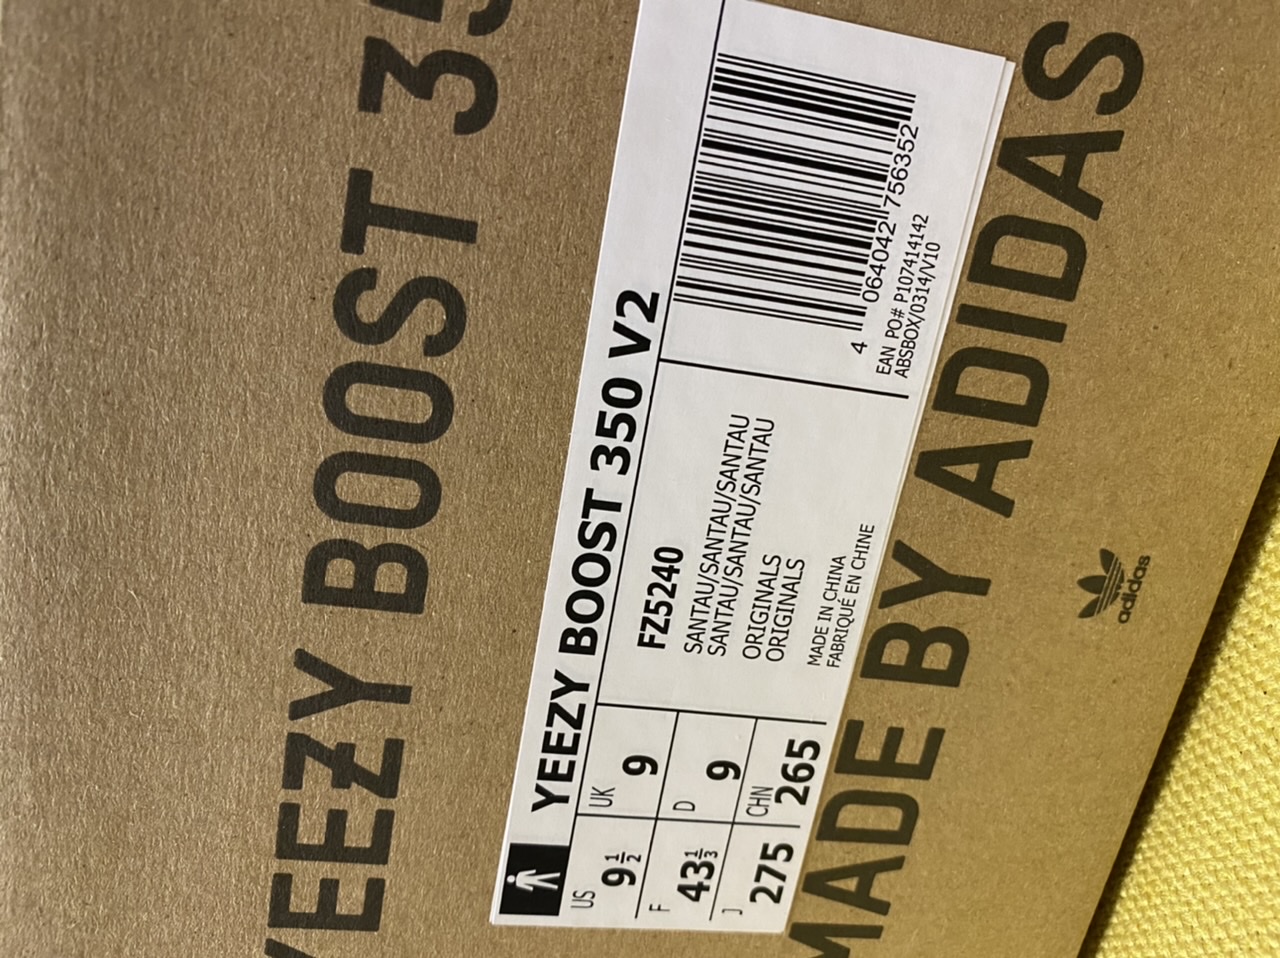 YEEZY BOOST 35
YEEZY BOOST 350 V2
US
9½
UK
9
F
43⅓
D
9
J
275
CHN
265
FZ5240
SANTAU/SANTAU/SANTAU
SANTAU/SANTAU/SANTAU
ORIGINALS
ORIGINALS
MADE IN CHINA
FABRIQUÉ EN CHINE
4 064042 756352
EAN PO# P107414142
ABSBOX/0314/V10
MADE BY ADIDAS
adidas